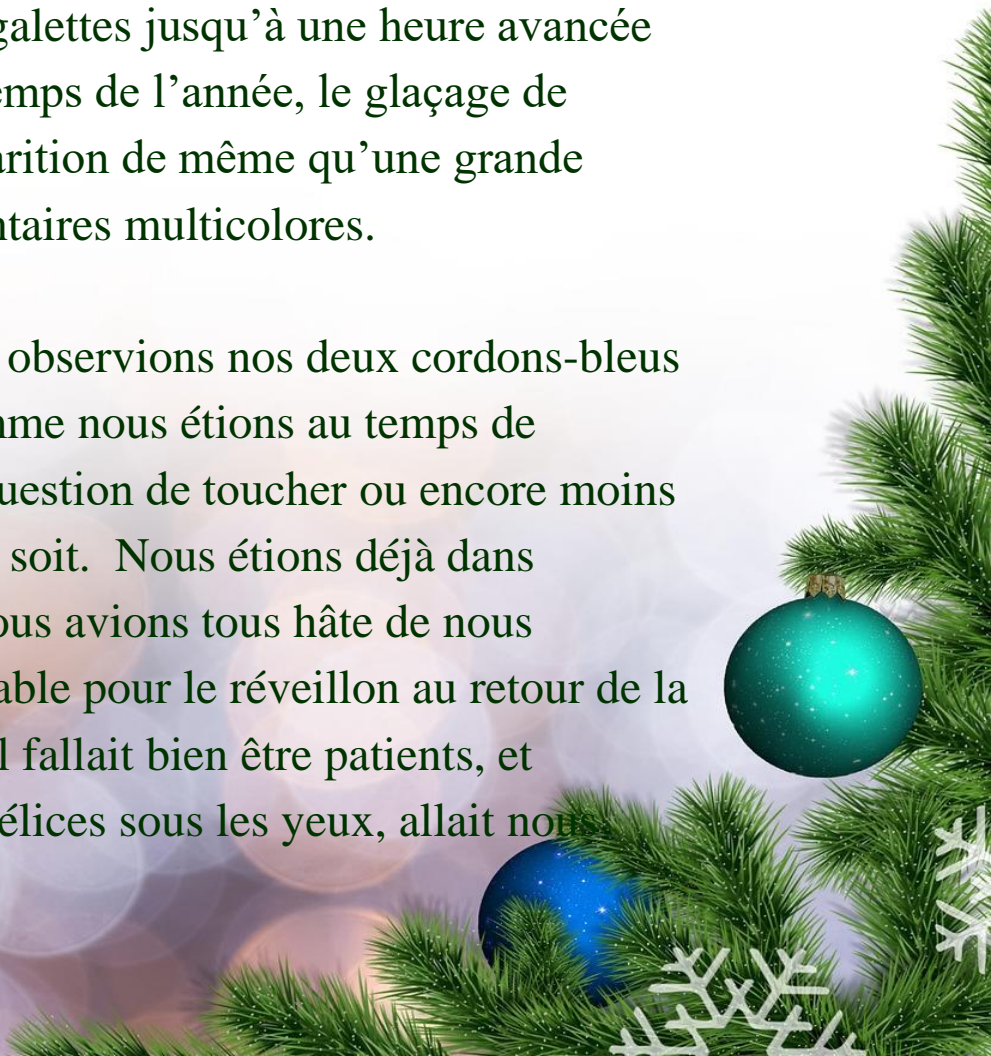 galettes jusqu’à une heure avancée
emps de l’année, le glaçage de
arition de même qu’une grande
ntaires multicolores.
observions nos deux cordons-bleus
mme nous étions au temps de
uestion de toucher ou encore moins
soit.  Nous étions déjà dans
ous avions tous hâte de nous
able pour le réveillon au retour de la
l fallait bien être patients, et
élices sous les yeux, allait nous